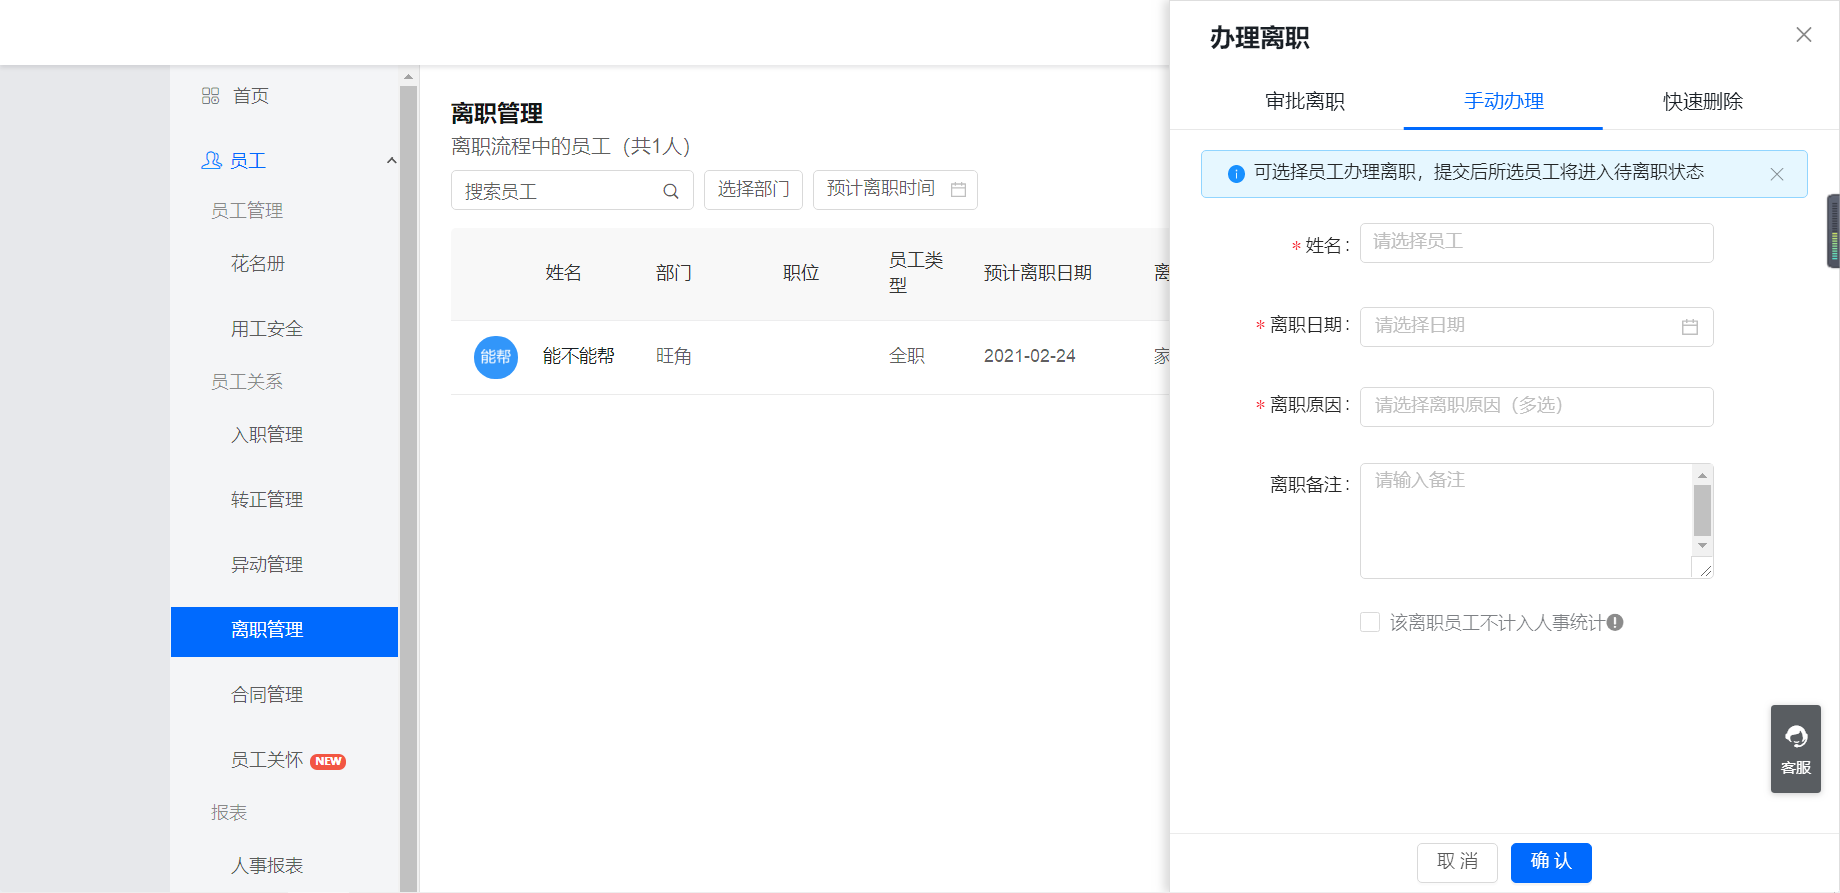 首页
员工
员工管理
花名册
用工安全
员工关系
入职管理
转正管理
异动管理
离职管理
合同管理
员工关怀 NEW
报表
人事报表
离职管理
离职流程中的员工（共1人）
搜索员工 选择部门 预计离职时间
姓名 部门 职位 员工类型 预计离职日期 离
能帮 能不能帮 旺角 全职 2021-02-24 家
办理离职
审批离职 手动办理 快速删除
可选择员工办理离职，提交后所选员工将进入待离职状态
* 姓名： 请选择员工
* 离职日期： 请选择日期
* 离职原因： 请选择离职原因（多选）
离职备注： 请输入备注
该离职员工不计入人事统计
客服
取 消 确 认